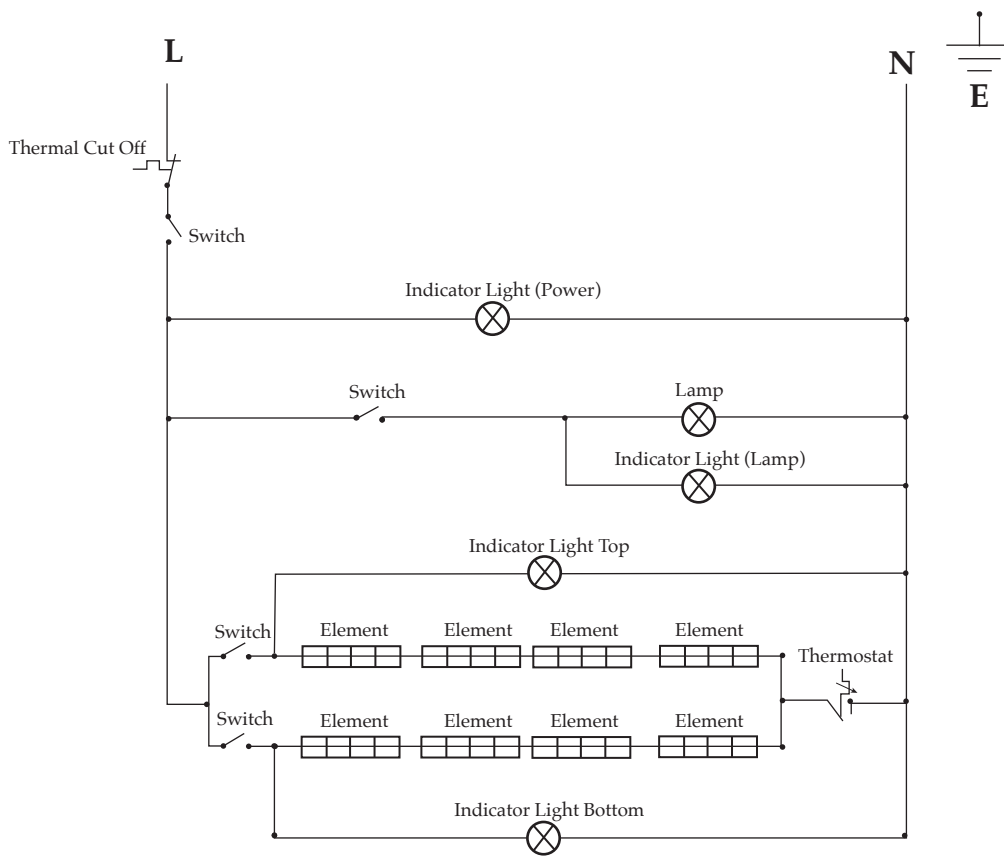 L
N
E
Thermal Cut Off
Switch
Indicator Light (Power)
Switch
Lamp
Indicator Light (Lamp)
Indicator Light Top
Switch
Element
Element
Element
Element
Thermostat
Switch
Element
Element
Element
Element
Indicator Light Bottom